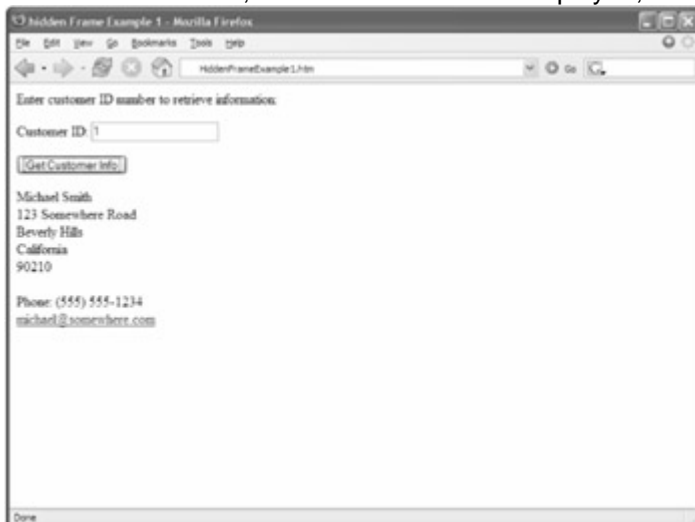 hidden Frame Example 1 - Mozilla Firefox
File Edit View Go Bookmarks Tools Help
HiddenFrameExample1.htm Go
Enter customer ID number to retrieve information:
Customer ID: 1
Get Customer Info
Michael Smith
123 Somewhere Road
Beverly Hills
California
90210
Phone: (555) 555-1234
michael@somewhere.com
Done